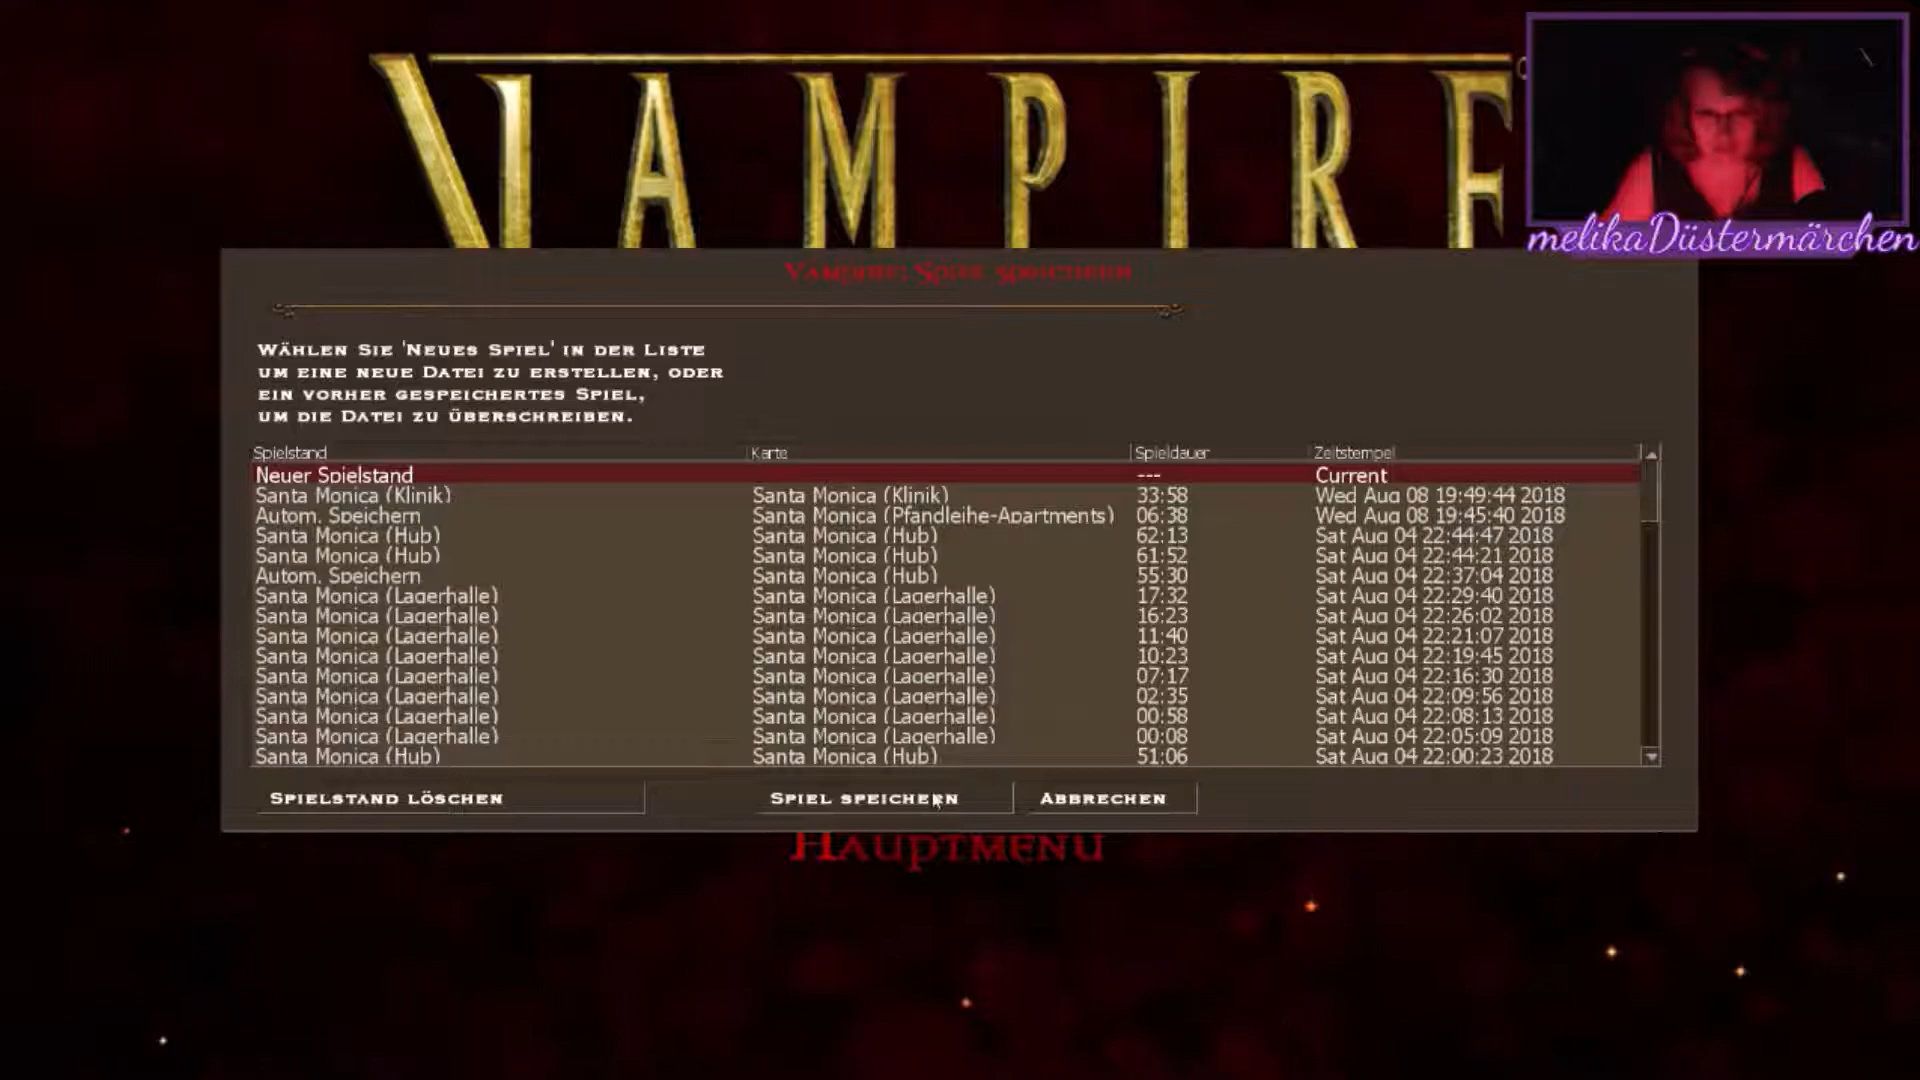 VAMPIRE
melikaDüstermärchen
Vampire: Spiel speichern
Wählen Sie 'Neues Spiel' in der Liste
um eine neue Datei zu erstellen, oder
ein vorher gespeichertes Spiel,
um die Datei zu überschreiben.
Spielstand Karte Spieldauer Zeitstempel
Neuer Spielstand --- Current
Santa Monica (Klinik) Santa Monica (Klinik) 33:58 Wed Aug 08 19:49:44 2018
Autom. Speichern Santa Monica (Pfandleihe-Apartments) 06:38 Wed Aug 08 19:45:40 2018
Santa Monica (Hub) Santa Monica (Hub) 62:13 Sat Aug 04 22:44:47 2018
Santa Monica (Hub) Santa Monica (Hub) 61:52 Sat Aug 04 22:44:21 2018
Autom. Speichern Santa Monica (Hub) 55:30 Sat Aug 04 22:37:04 2018
Santa Monica (Lagerhalle) Santa Monica (Lagerhalle) 17:32 Sat Aug 04 22:29:40 2018
Santa Monica (Lagerhalle) Santa Monica (Lagerhalle) 16:23 Sat Aug 04 22:26:02 2018
Santa Monica (Lagerhalle) Santa Monica (Lagerhalle) 11:40 Sat Aug 04 22:21:07 2018
Santa Monica (Lagerhalle) Santa Monica (Lagerhalle) 10:23 Sat Aug 04 22:19:45 2018
Santa Monica (Lagerhalle) Santa Monica (Lagerhalle) 07:17 Sat Aug 04 22:16:30 2018
Santa Monica (Lagerhalle) Santa Monica (Lagerhalle) 02:35 Sat Aug 04 22:09:56 2018
Santa Monica (Lagerhalle) Santa Monica (Lagerhalle) 00:58 Sat Aug 04 22:08:13 2018
Santa Monica (Lagerhalle) Santa Monica (Lagerhalle) 00:08 Sat Aug 04 22:05:09 2018
Santa Monica (Hub) Santa Monica (Hub) 51:06 Sat Aug 04 22:00:23 2018
Spielstand löschen Spiel speichern Abbrechen
Hauptmenü